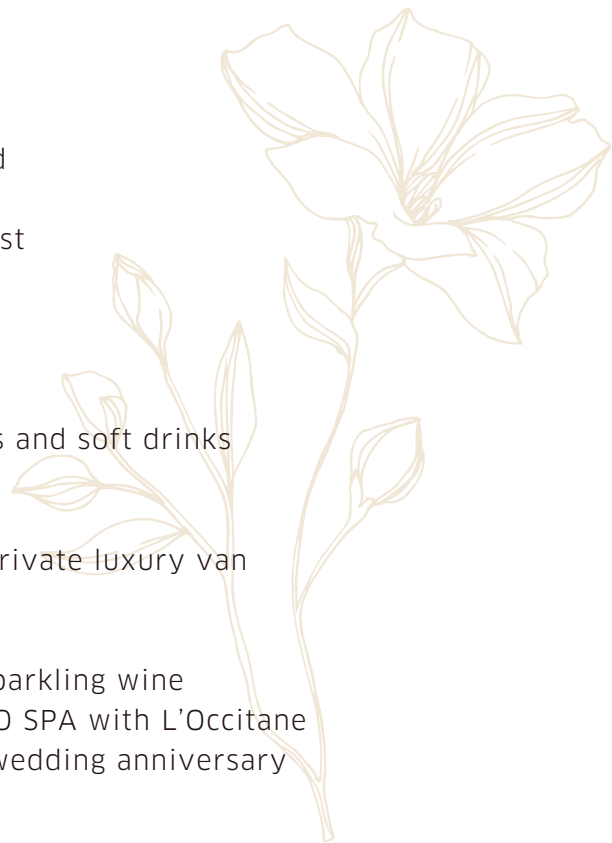 d
st
s and soft drinks
rivate luxury van
parkling wine
O SPA with L’Occitane
wedding anniversary